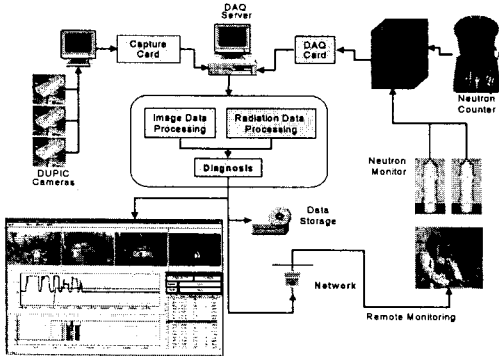 DAQ
Server
Capture
Card
DAQ
Card
Neutron
Counter
Image Data
Processing
Radiation Data
Processing
Diagnosis
DUPIC
Cameras
Neutron
Monitor
Data
Storage
Network
Remote Monitoring